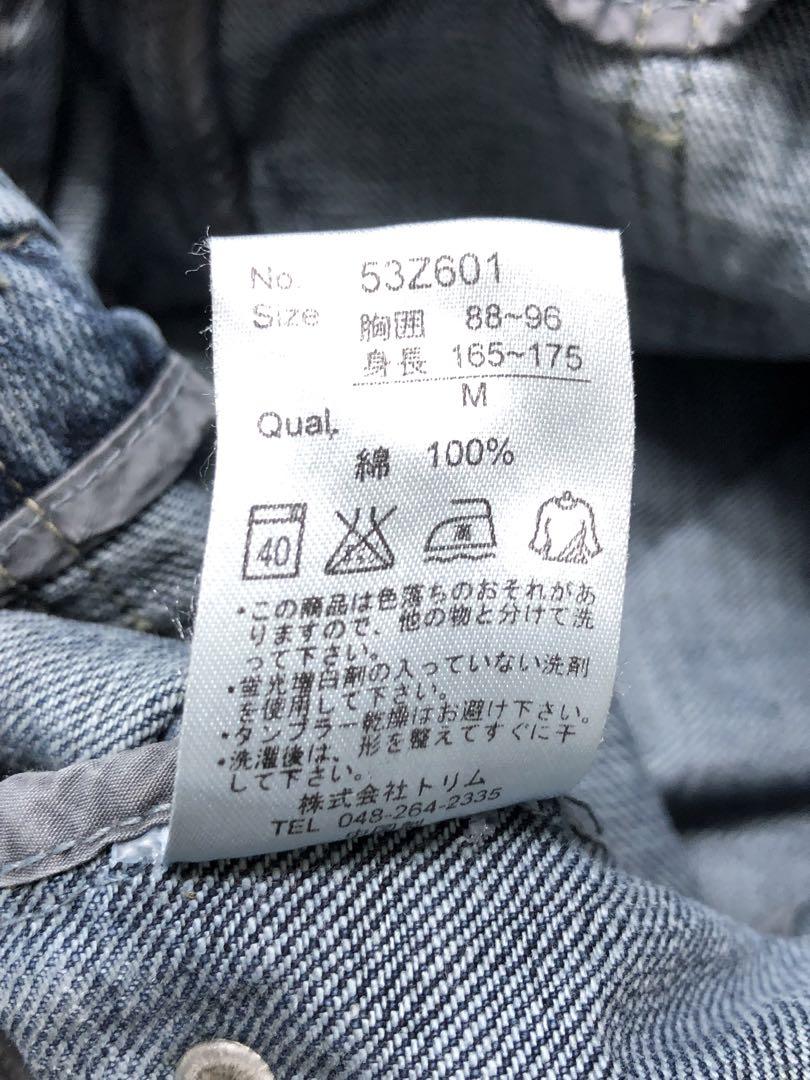 No. 53Z601
Size 胸囲 88~96
身長 165~175
M
Qual.
綿 100%
40
・この商品は色落ちのおそれがあ
りますので、他の物と分けて洗
って下さい。
・蛍光増白剤の入っていない洗剤
を使用して下さい。
・タンブラー乾燥はお避け下さい。
・洗濯後は、形を整えてすぐに干
して下さい。
株式会社トリム
TEL 048-264-2335